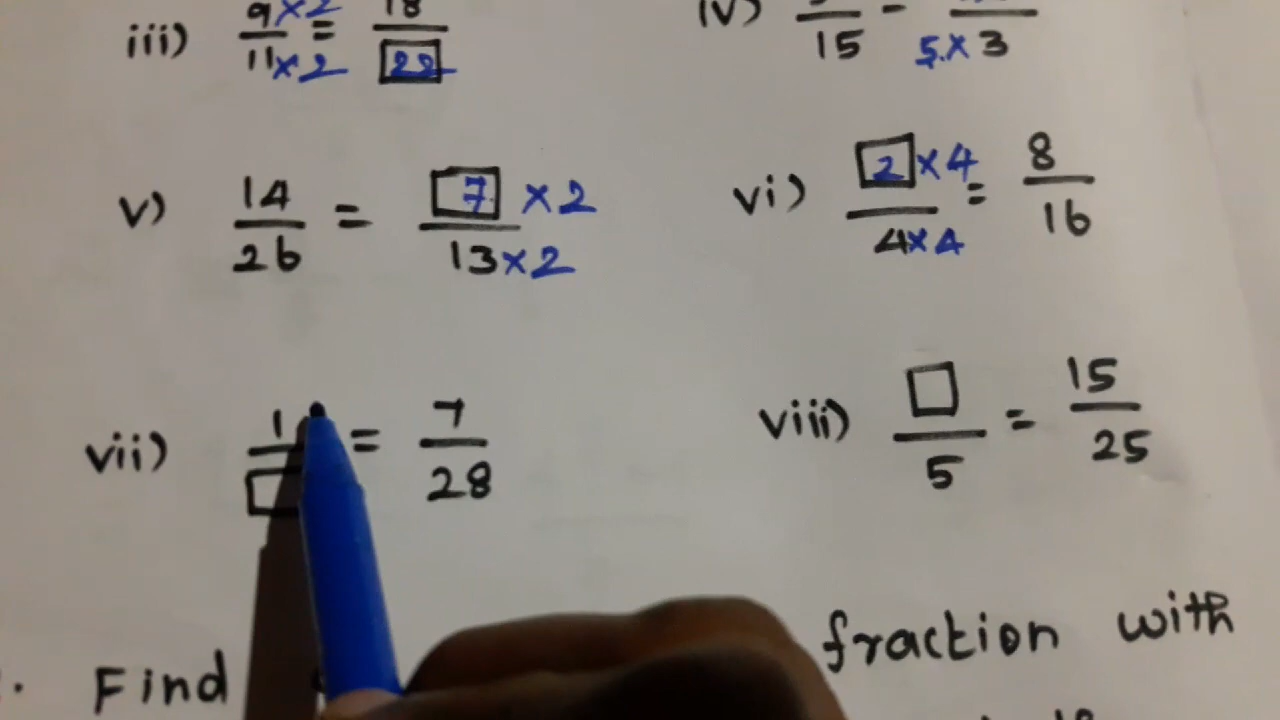 iii) 9×2/11×2 = 18/22
iv) /15 = /5×3
v) 14/26 = 7×2/13×2
vi) 2×4/4×4 = 8/16
vii) 1/□ = 7/28
viii) □/5 = 15/25
Find fraction with